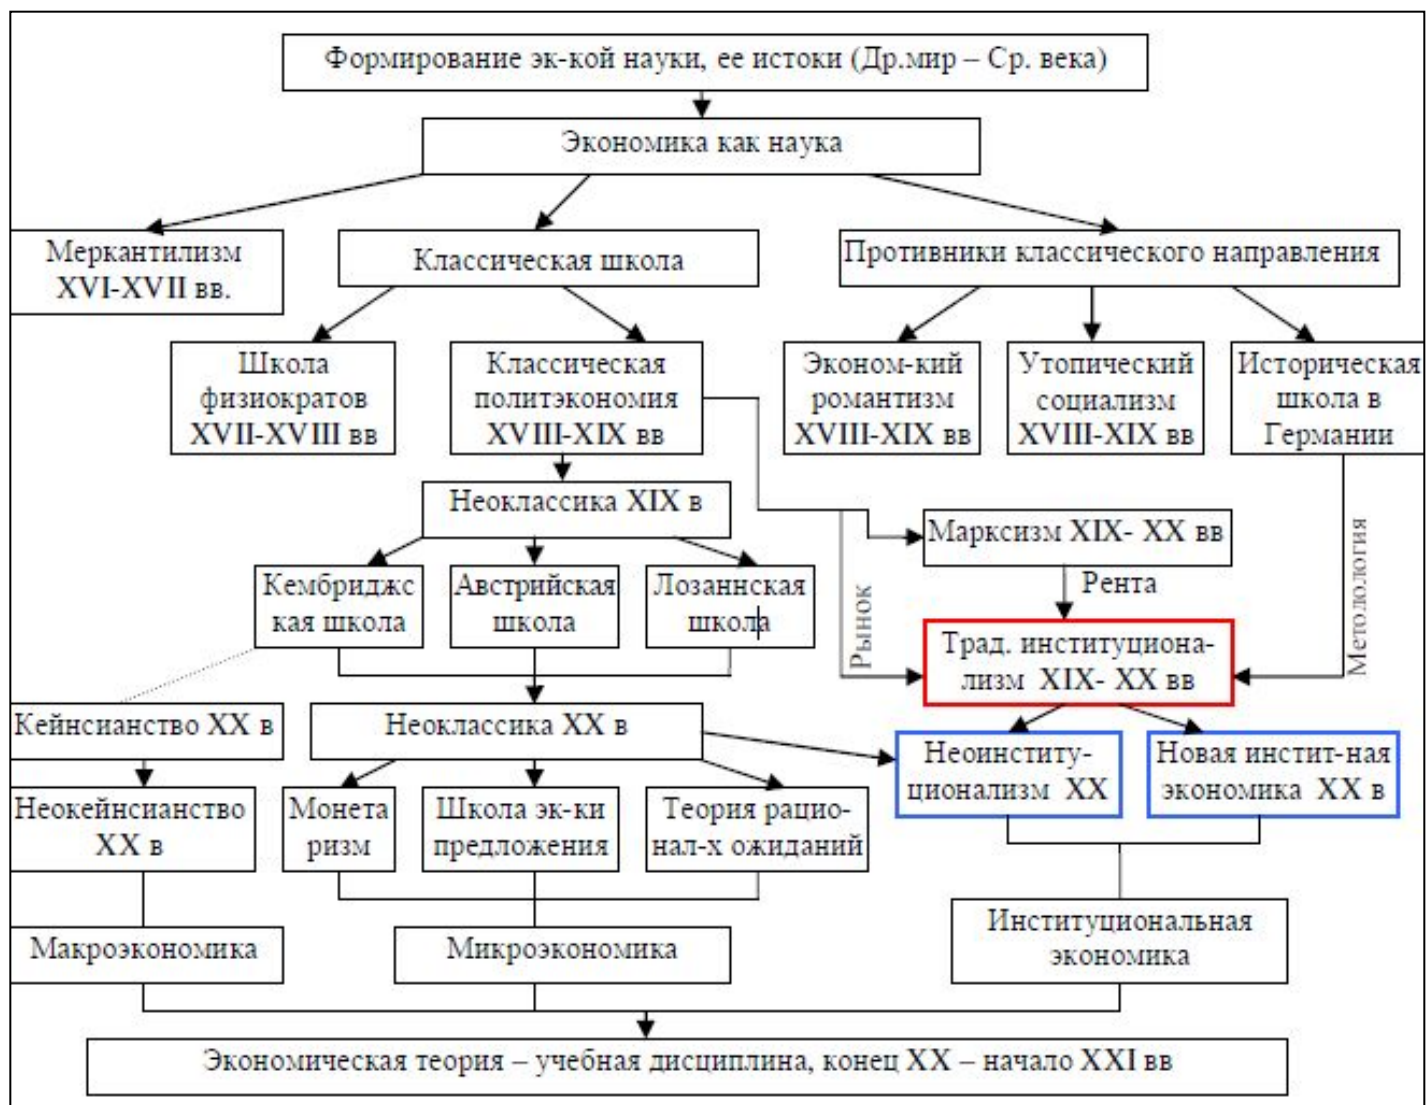 Формирование эк-кой науки, ее истоки (Др.мир – Ср. века)
Экономика как наука
Меркантилизм
XVI-XVII вв.
Классическая школа
Противники классического направления
Школа
физиократов
XVII-XVIII вв
Классическая
политэкономия
XVIII-XIX вв
Эконом-кий
романтизм
XVIII-XIX вв
Утопический
социализм
XVIII-XIX вв
Историческая
школа в
Германии
Неоклассика XIX в
Марксизм XIX- XX вв
Рента
Рынок
Метолология
Кембриджс
кая школа
Австрийская
школа
Лозаннская
школа
Трад. институциона-
лизм XIX- XX вв
Кейнсианство XX в
Неоклассика XX в
Неоинститу-
ционализм XX
Новая инстит-ная
экономика XX в
Неокейнсианство
XX в
Монета
ризм
Школа эк-ки
предложения
Теория рацио-
нал-х ожиданий
Макроэкономика
Микроэкономика
Институциональная
экономика
Экономическая теория – учебная дисциплина, конец XX – начало XXI вв